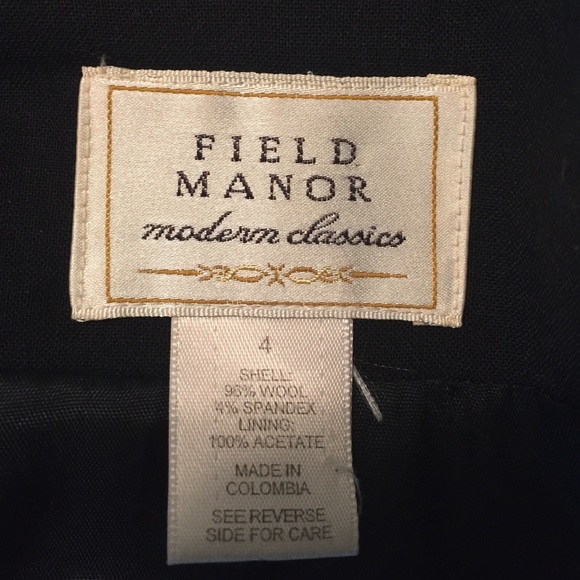 FIELD
MANOR
modern classics
4
SHELL:
96% WOOL
4% SPANDEX
LINING:
100% ACETATE
MADE IN
COLOMBIA
SEE REVERSE
SIDE FOR CARE